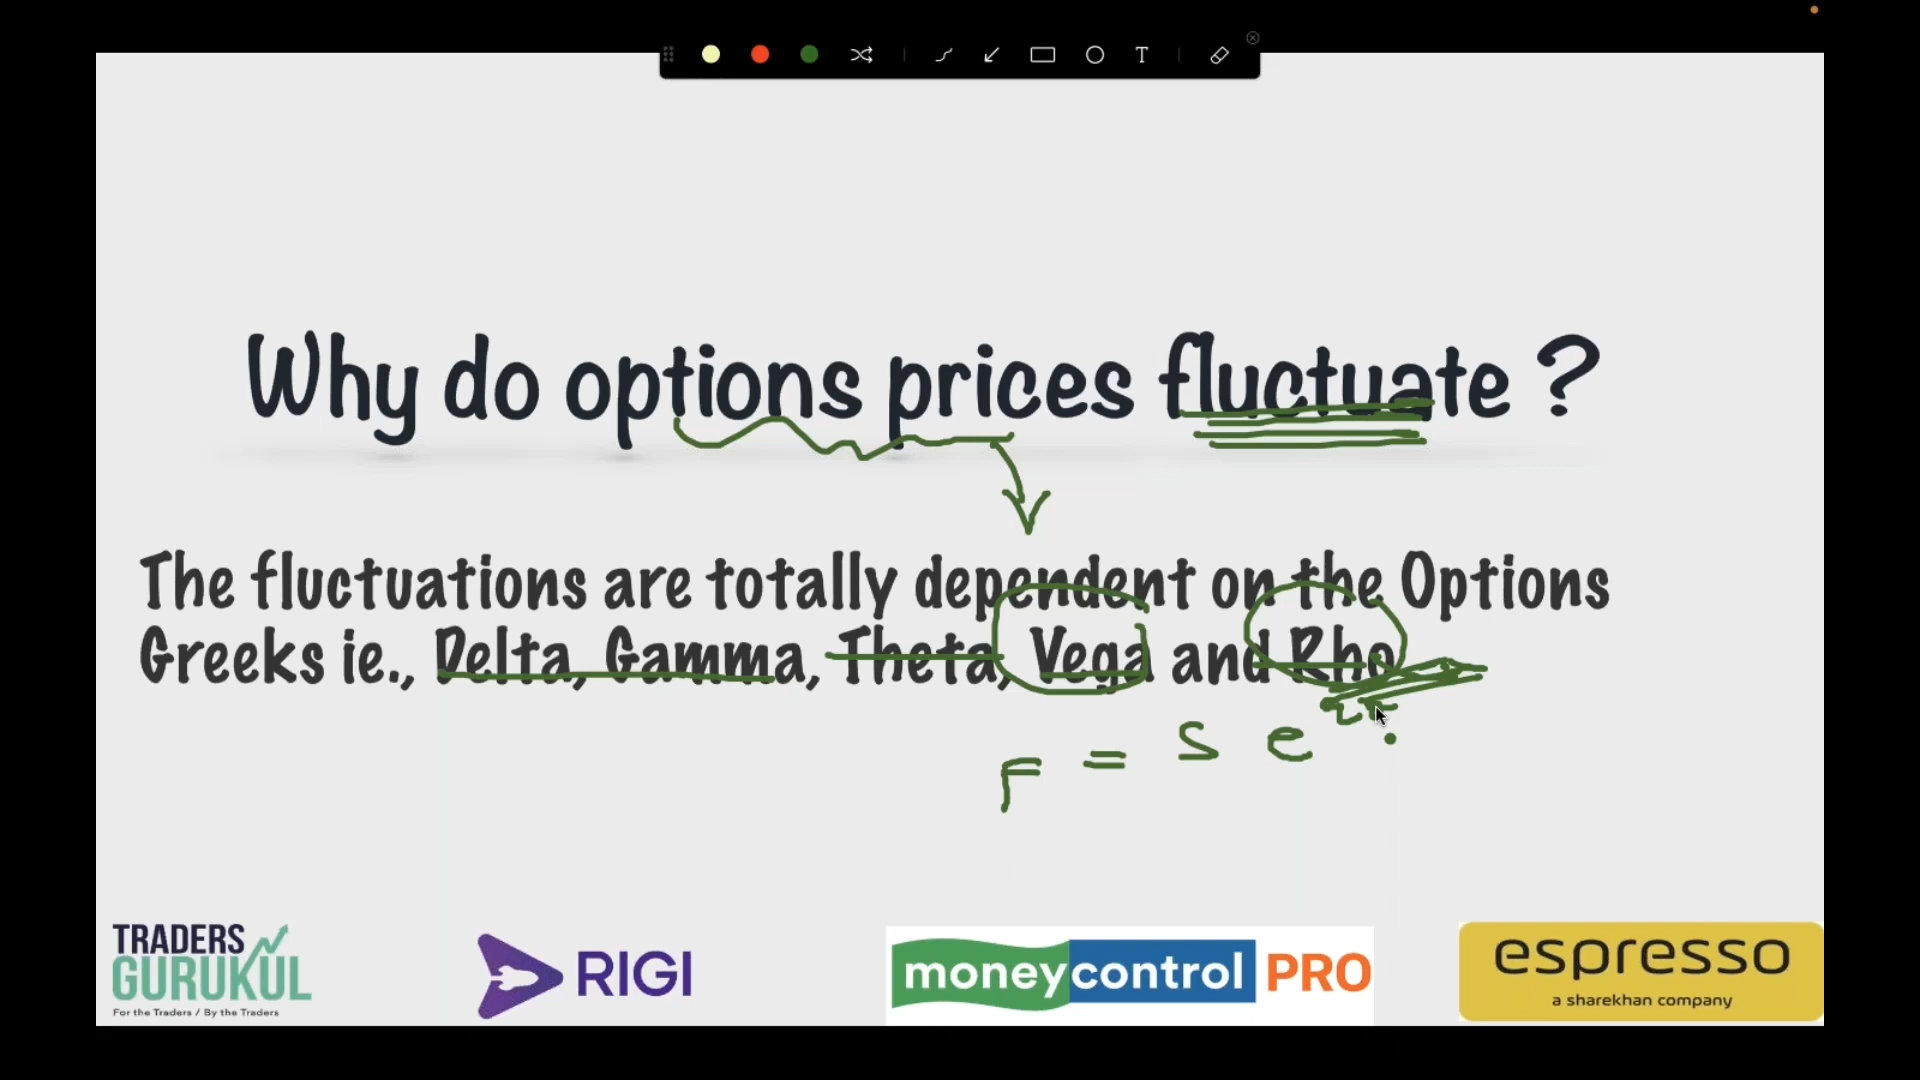 T
Why do options prices fluctuate ?
The fluctuations are totally dependent on the Options
Greeks ie., Delta, Gamma, Theta, Vega and Rho
F = S e
TRADERS
GURUKUL
For the Traders / By the Traders
RIGI
moneycontrol PRO
espresso
a sharekhan company